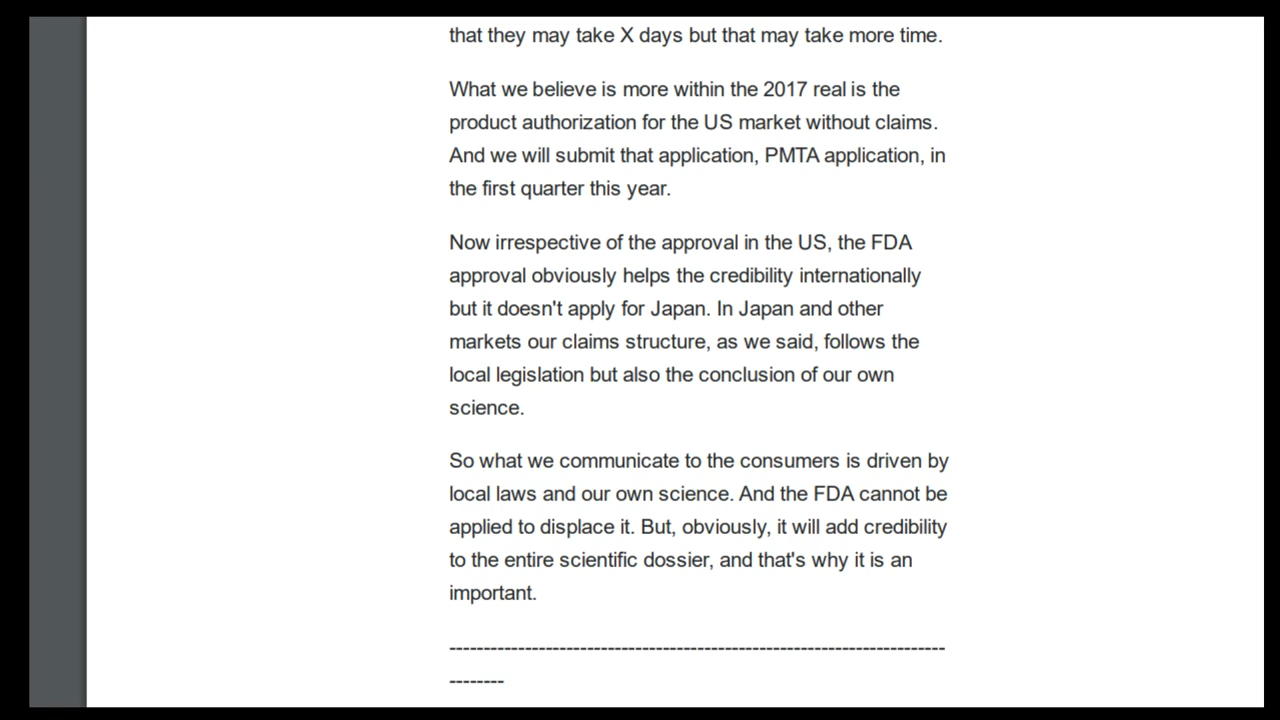 that they may take X days but that may take more time.
What we believe is more within the 2017 real is the
product authorization for the US market without claims.
And we will submit that application, PMTA application, in
the first quarter this year.
Now irrespective of the approval in the US, the FDA
approval obviously helps the credibility internationally
but it doesn't apply for Japan. In Japan and other
markets our claims structure, as we said, follows the
local legislation but also the conclusion of our own
science.
So what we communicate to the consumers is driven by
local laws and our own science. And the FDA cannot be
applied to displace it. But, obviously, it will add credibility
to the entire scientific dossier, and that's why it is an
important.
------------------------------------------------------------------------
--------